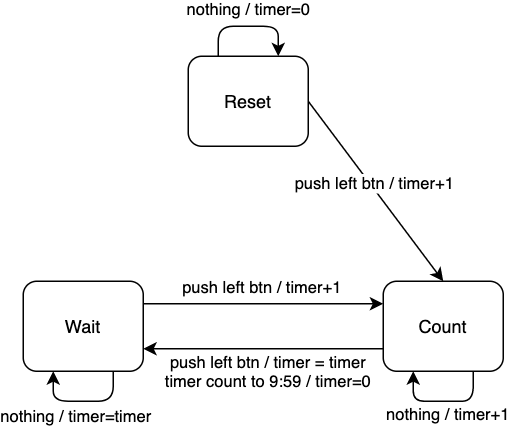 nothing / timer=0
Reset
push left btn / timer+1
push left btn / timer+1
Wait
Count
push left btn / timer = timer
timer count to 9:59 / timer=0
nothing / timer=timer
nothing / timer+1